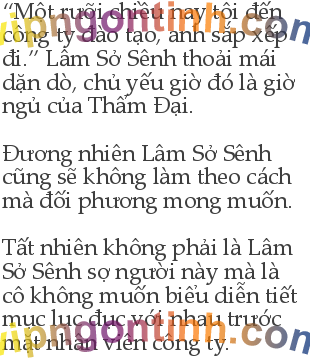 “Một rưỡi chiều nay tôi đến
công ty đào tạo, anh sắp xếp
đi.” Lâm Sở Sênh thoải mái
dặn dò, chủ yếu giờ đó là giờ
ngủ của Thẩm Đại.
Đương nhiên Lâm Sở Sênh
cũng sẽ không làm theo cách
mà đối phương mong muốn.
Tất nhiên không phải là Lâm
Sở Sênh sợ người này mà là
cô không muốn biểu diễn tiết
mục lục đục với nhau trước
mặt nhân viên công ty.